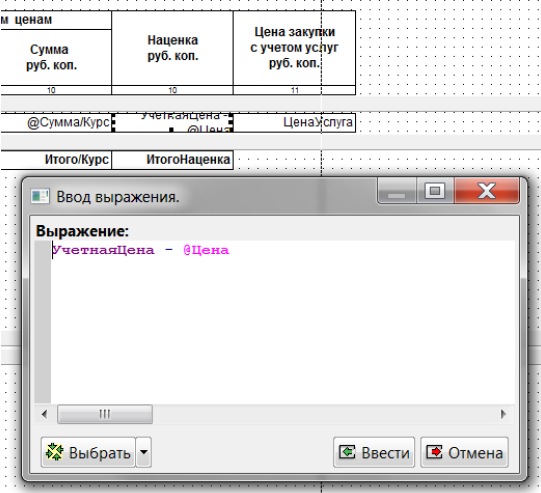 м ценам
Сумма
руб. коп.
Наценка
руб. коп.
Цена закупки
с учетом услуг
руб. коп.
10
10
11
@Сумма/Курс
УчетнаяЦена -
@Цена
ЦенаУслуга
Итого/Курс
ИтогоНаценка
Ввод выражения.
Выражение:
УчетнаяЦена - @Цена
Выбрать
Ввести
Отмена